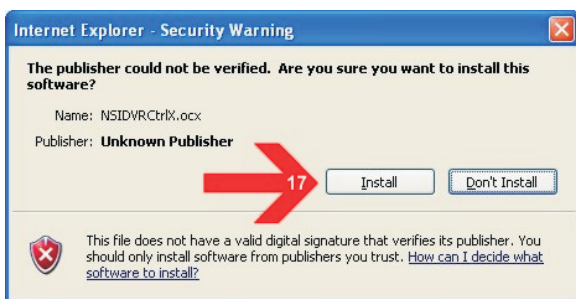 Internet Explorer - Security Warning
The publisher could not be verified. Are you sure you want to install this
software?
Name: NSIDVRCtrlX.ocx
Publisher: Unknown Publisher
17
Install
Don't Install
This file does not have a valid digital signature that verifies its publisher. You
should only install software from publishers you trust. How can I decide what
software to install?